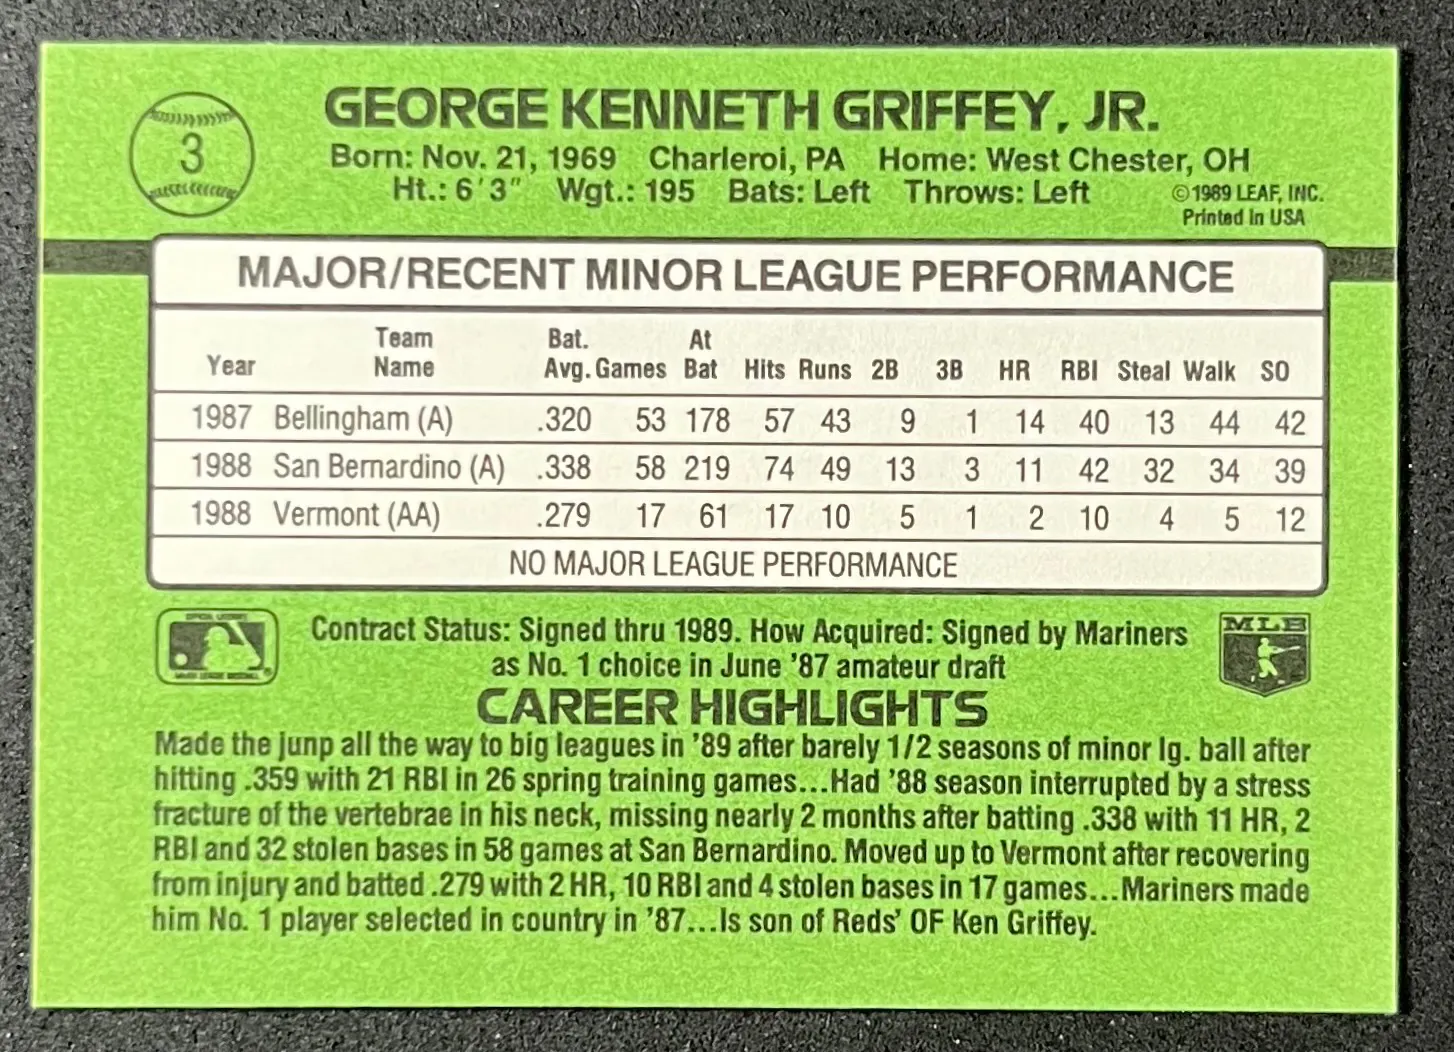 3
GEORGE KENNETH GRIFFEY, JR.
Born: Nov. 21, 1969 Charleroi, PA Home: West Chester, OH
Ht.: 6'3" Wgt.: 195 Bats: Left Throws: Left
©1989 LEAF, INC.
Printed in USA
MAJOR/RECENT MINOR LEAGUE PERFORMANCE
Year Team Name Bat. Avg. Games At Bat Hits Runs 2B 3B HR RBI Steal Walk SO
1987 Bellingham (A) .320 53 178 57 43 9 1 14 40 13 44 42
1988 San Bernardino (A) .338 58 219 74 49 13 3 11 42 32 34 39
1988 Vermont (AA) .279 17 61 17 10 5 1 2 10 4 5 12
NO MAJOR LEAGUE PERFORMANCE
Contract Status: Signed thru 1989. How Acquired: Signed by Mariners
as No. 1 choice in June '87 amateur draft
MLB
CAREER HIGHLIGHTS
Made the junp all the way to big leagues in '89 after barely 1/2 seasons of minor lg. ball after
hitting .359 with 21 RBI in 26 spring training games...Had '88 season interrupted by a stress
fracture of the vertebrae in his neck, missing nearly 2 months after batting .338 with 11 HR, 2
RBI and 32 stolen bases in 58 games at San Bernardino. Moved up to Vermont after recovering
from injury and batted .279 with 2 HR, 10 RBI and 4 stolen bases in 17 games...Mariners made
him No. 1 player selected in country in '87...Is son of Reds' OF Ken Griffey.